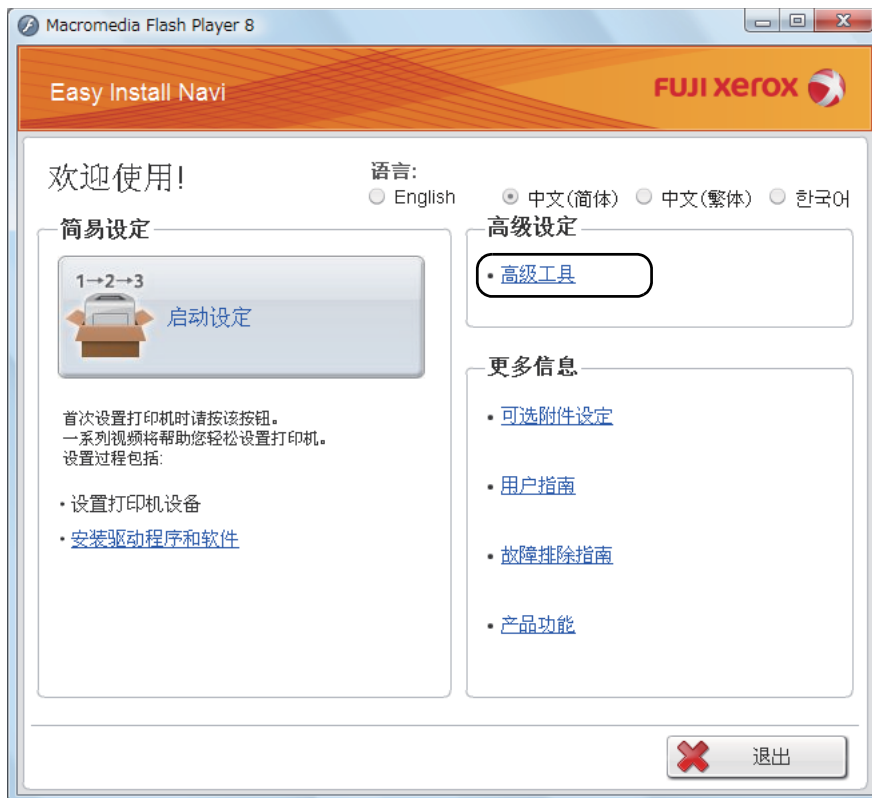 Macromedia Flash Player 8
Easy Install Navi
FUJI xerox
欢迎使用!
语言:
English 中文(简体) 中文(繁体) 한국어
简易设定
1→2→3
启动设定
首次设置打印机时请按该按钮。
一系列视频将帮助您轻松设置打印机。
设置过程包括:
・设置打印机设备
・安装驱动程序和软件
高级设定
• 高级工具
更多信息
• 可选附件设定
• 用户指南
• 故障排除指南
• 产品功能
退出